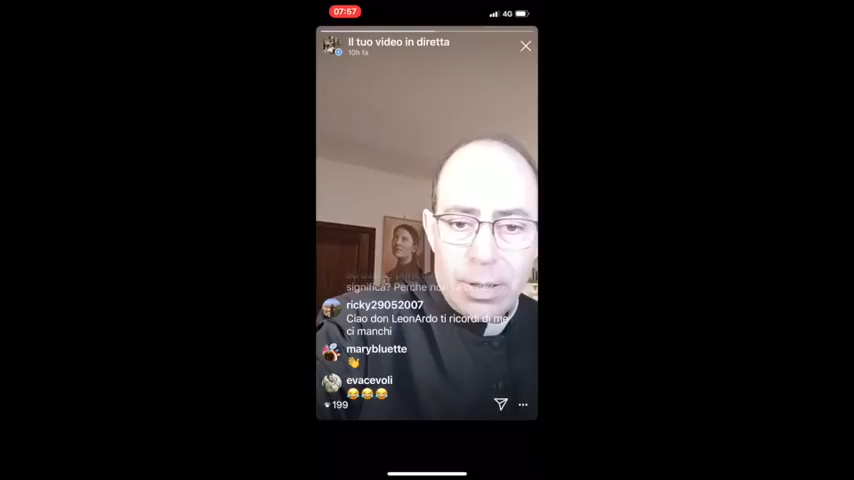 07:57
4G
Il tuo video in diretta
10h fa
significa? Perche non
ricky29052007
Ciao don LeonArdo ti ricordi di me
ci manchi
marybluette
👋
evacevoli
😂😂😂
199